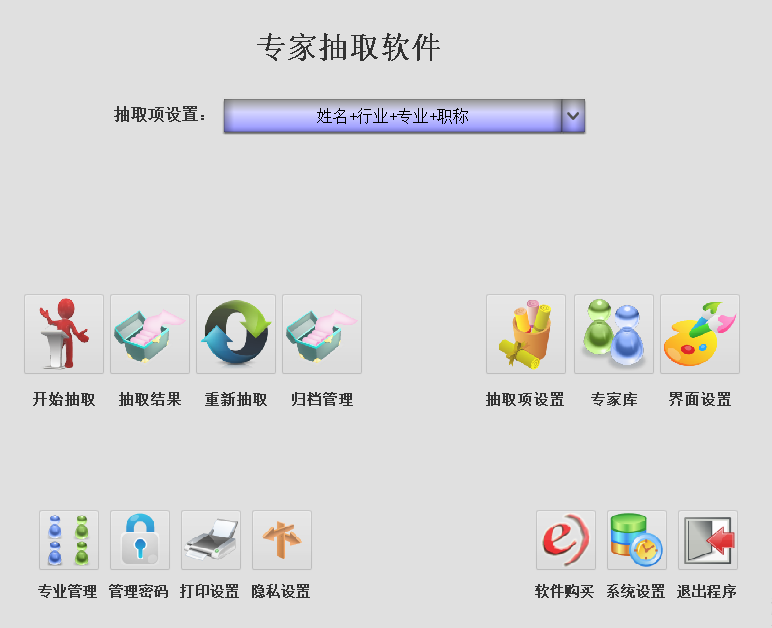 专家抽取软件
抽取项设置：
姓名+行业+专业+职称
开始抽取 抽取结果 重新抽取 归档管理 抽取项设置 专家库 界面设置
专业管理 管理密码 打印设置 隐私设置 软件购买 系统设置 退出程序